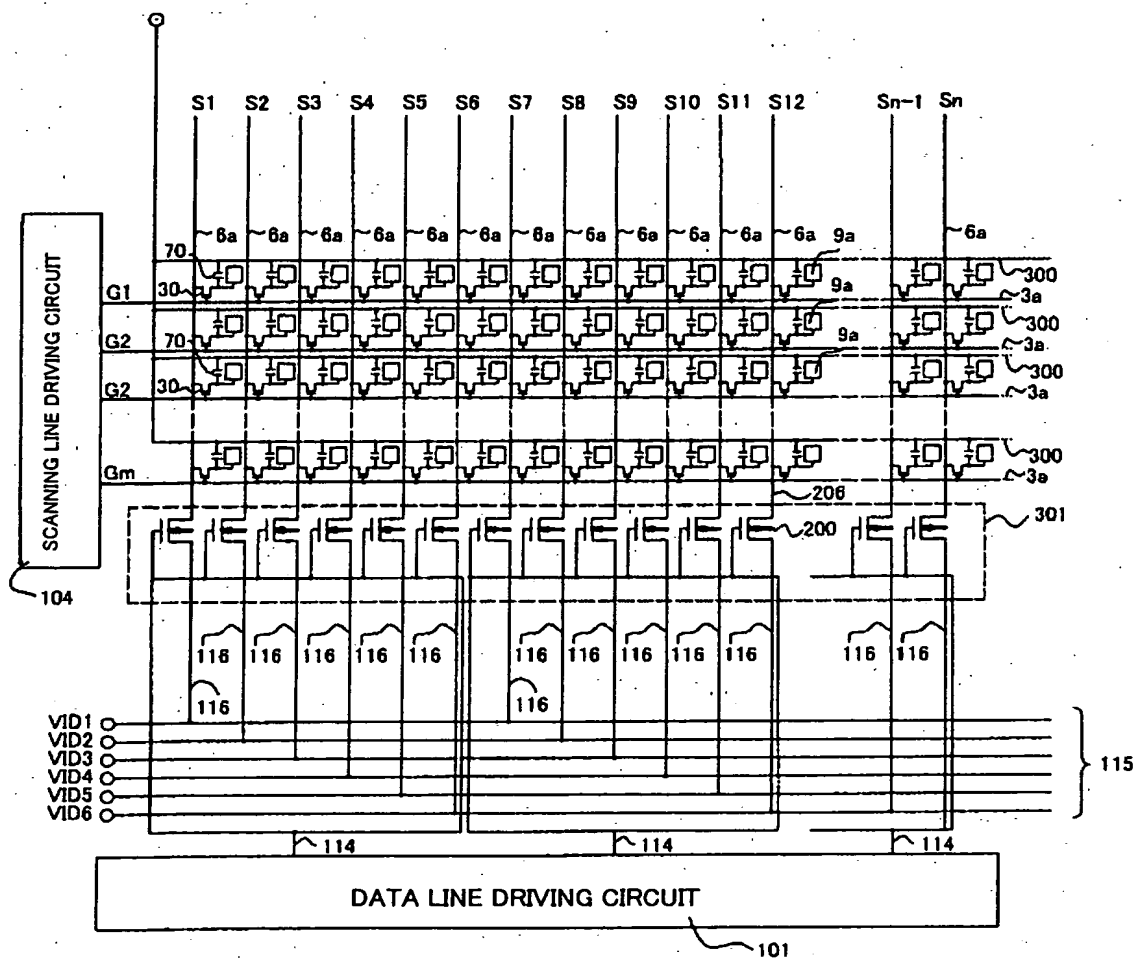 S1 S2 S3 S4 S5 S6 S7 S8 S9 S10 S11 S12 Sn-1 Sn
6a 6a 6a 6a 6a 6a 6a 6a 6a 6a 6a 6a 6a
9a
70
300
30
G1
3a
9a
300
G2
3a
9a
70
300
30
G2
3a
300
Gm
3a
206
301
200
SCANNING LINE DRIVING CIRCUIT
104
116 116 116 116 116 116 116 116 116 116 116 116
116 116
VID1
VID2
VID3
VID4
VID5
VID6
115
114 114 114
DATA LINE DRIVING CIRCUIT
101